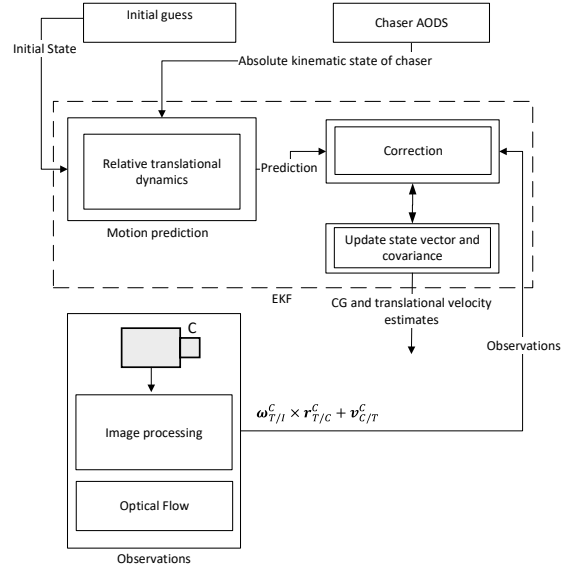 Initial guess
Chaser AODS
Initial State
Absolute kinematic state of chaser
Relative translational
dynamics
Prediction
Correction
Motion prediction
Update state vector and
covariance
EKF
CG and translational velocity
estimates
C
Observations
Image processing
ω^C_{T/I} × r^C_{T/C} + v^C_{C/T}
Optical Flow
Observations